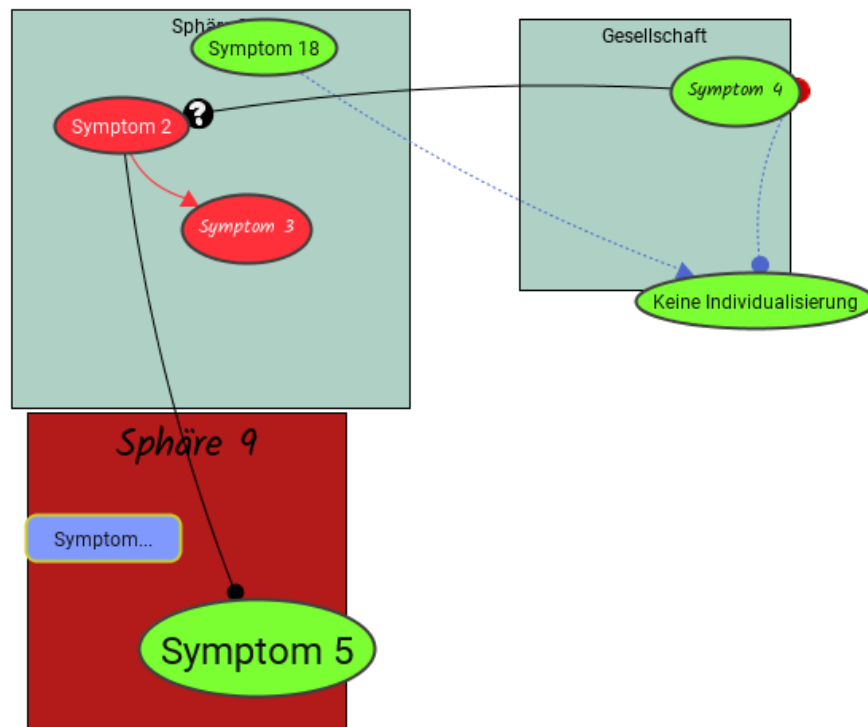 Symptom 18
Gesellschaft
Symptom 4
?
Symptom 2
Symptom 3
Keine Individualisierung
Sphäre 9
Symptom...
Symptom 5